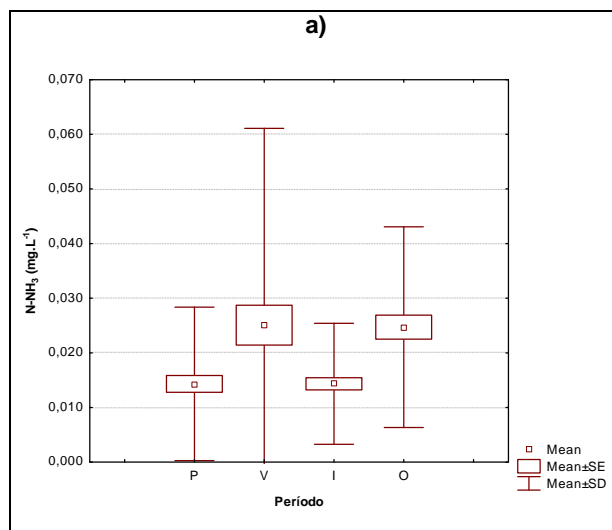 a)
0,070
0,060
0,050
0,040
0,030
0,020
0,010
0,000
N-NH₃ (mg.L⁻¹)
P V I O
Período
Mean
Mean±SE
Mean±SD